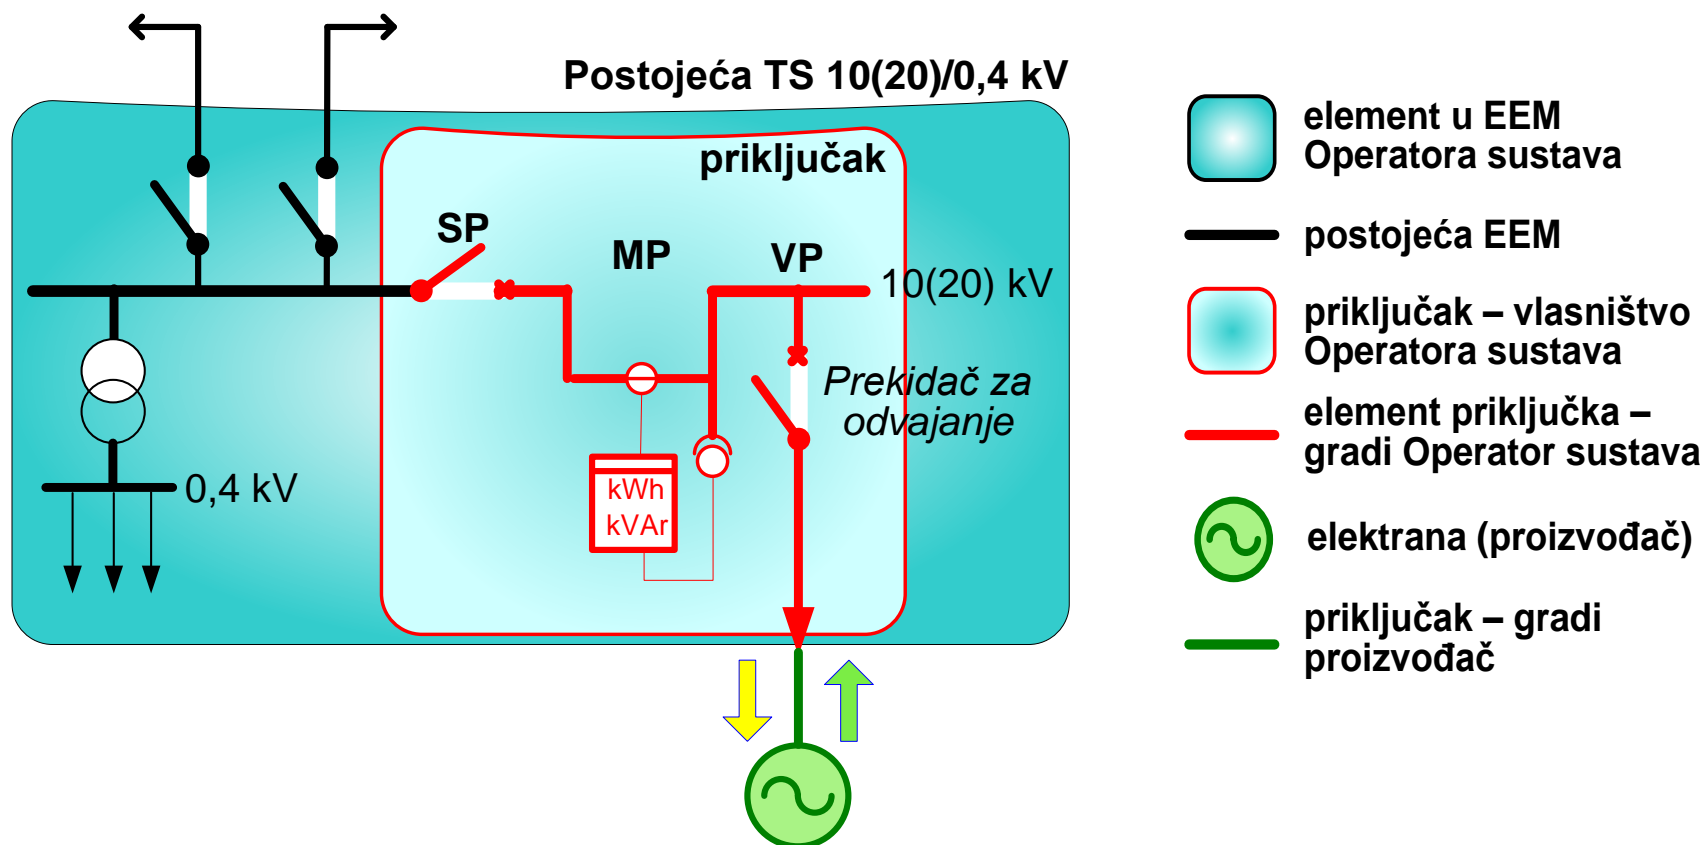 Postojeća TS 10(20)/0,4 kV
priključak
SP
MP
VP
10(20) kV
Prekidač za
odvajanje
kWh
kVAr
0,4 kV
element u EEM
Operatora sustava
postojeća EEM
priključak – vlasništvo
Operatora sustava
element priključka –
gradi Operator sustava
elektrana (proizvođač)
priključak – gradi
proizvođač